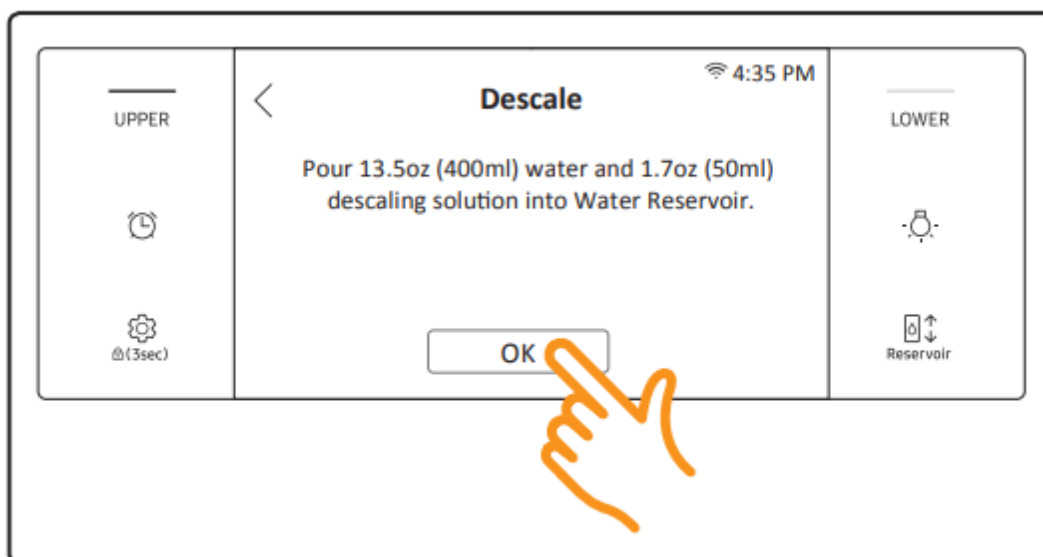 4:35 PM
Descale
UPPER
LOWER
Pour 13.5oz (400ml) water and 1.7oz (50ml)
descaling solution into Water Reservoir.
(3sec)
Reservoir
OK